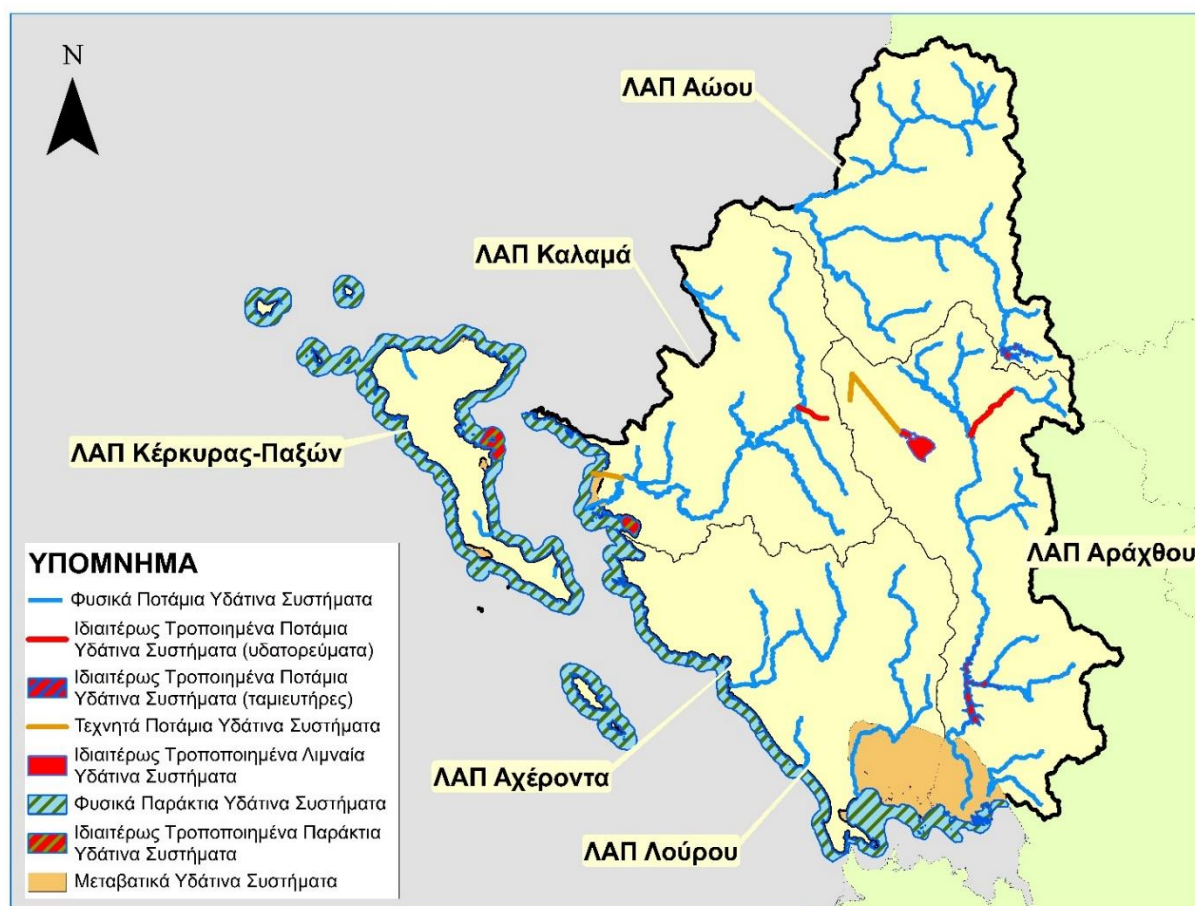 N
ΛΑΠ Αώου
ΛΑΠ Καλαμά
ΛΑΠ Κέρκυρας-Παξών
ΛΑΠ Αράχθου
ΛΑΠ Αχέροντα
ΛΑΠ Λούρου
ΥΠΟΜΝΗΜΑ
Φυσικά Ποτάμια Υδάτινα Συστήματα
Ιδιαιτέρως Τροποιημένα Ποτάμια
Υδάτινα Συστήματα (υδατορεύματα)
Ιδιαιτέρως Τροποιημένα Ποτάμια
Υδάτινα Συστήματα (ταμιευτήρες)
Τεχνητά Ποτάμια Υδάτινα Συστήματα
Ιδιαιτέρως Τροποποιημένα Λιμναία
Υδάτινα Συστήματα
Φυσικά Παράκτια Υδάτινα Συστήματα
Ιδιαιτέρως Τροποποιημένα Παράκτια
Υδάτινα Συστήματα
Μεταβατικά Υδάτινα Συστήματα